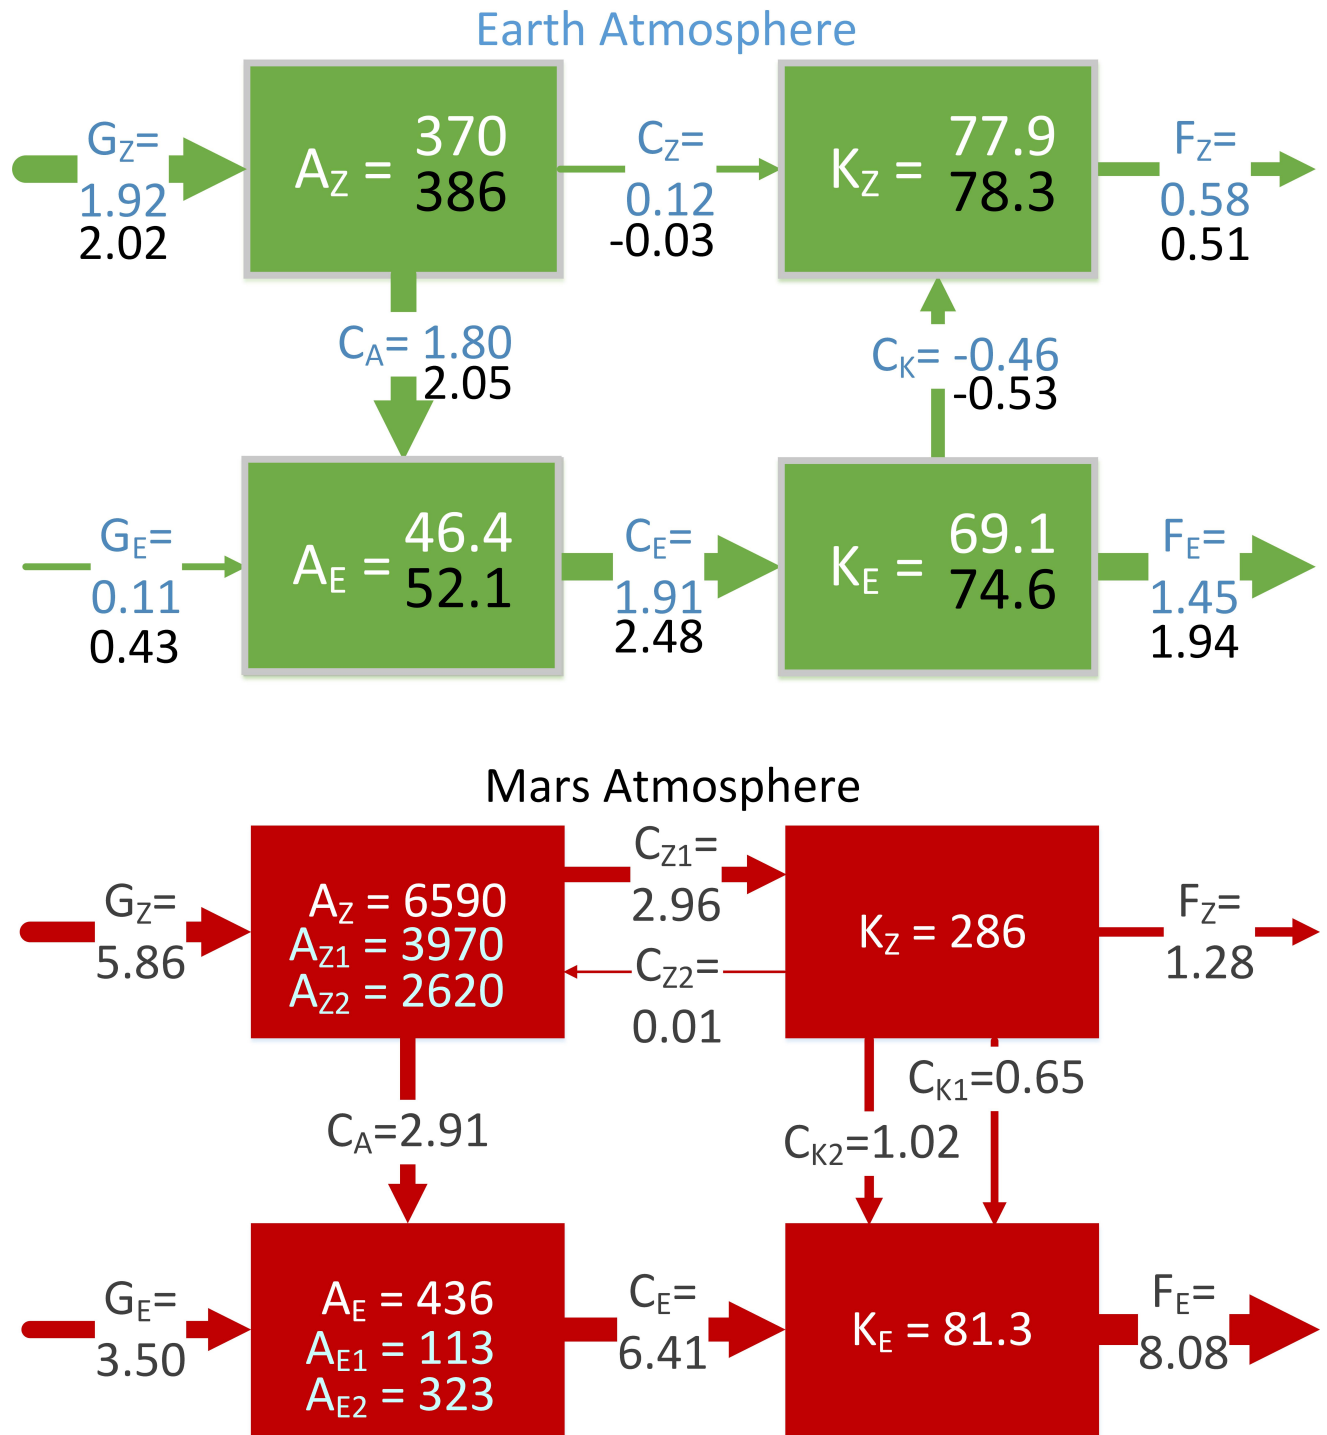 Earth Atmosphere
G_Z=
1.92
2.02
A_Z = 370
386
C_Z=
0.12
-0.03
K_Z = 77.9
78.3
F_Z=
0.58
0.51
C_A= 1.80
2.05
C_K= -0.46
-0.53
G_E=
0.11
0.43
A_E = 46.4
52.1
C_E=
1.91
2.48
K_E = 69.1
74.6
F_E=
1.45
1.94
Mars Atmosphere
G_Z=
5.86
A_Z = 6590
A_Z1 = 3970
A_Z2 = 2620
C_Z1=
2.96
C_Z2=
0.01
K_Z = 286
F_Z=
1.28
C_A=2.91
C_K1=0.65
C_K2=1.02
G_E=
3.50
A_E = 436
A_E1 = 113
A_E2 = 323
C_E=
6.41
K_E = 81.3
F_E=
8.08